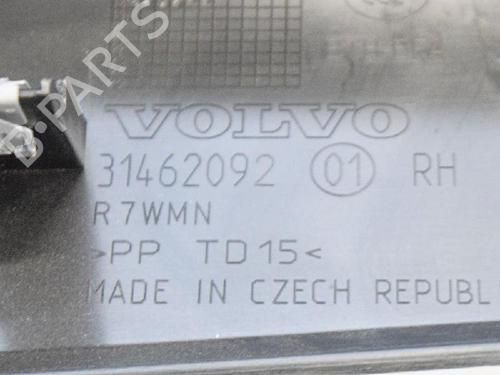 VOLVO
31462092 01 RH
R7WMN
>PP TD15<
MADE IN CZECH REPUBL
B-PARTS